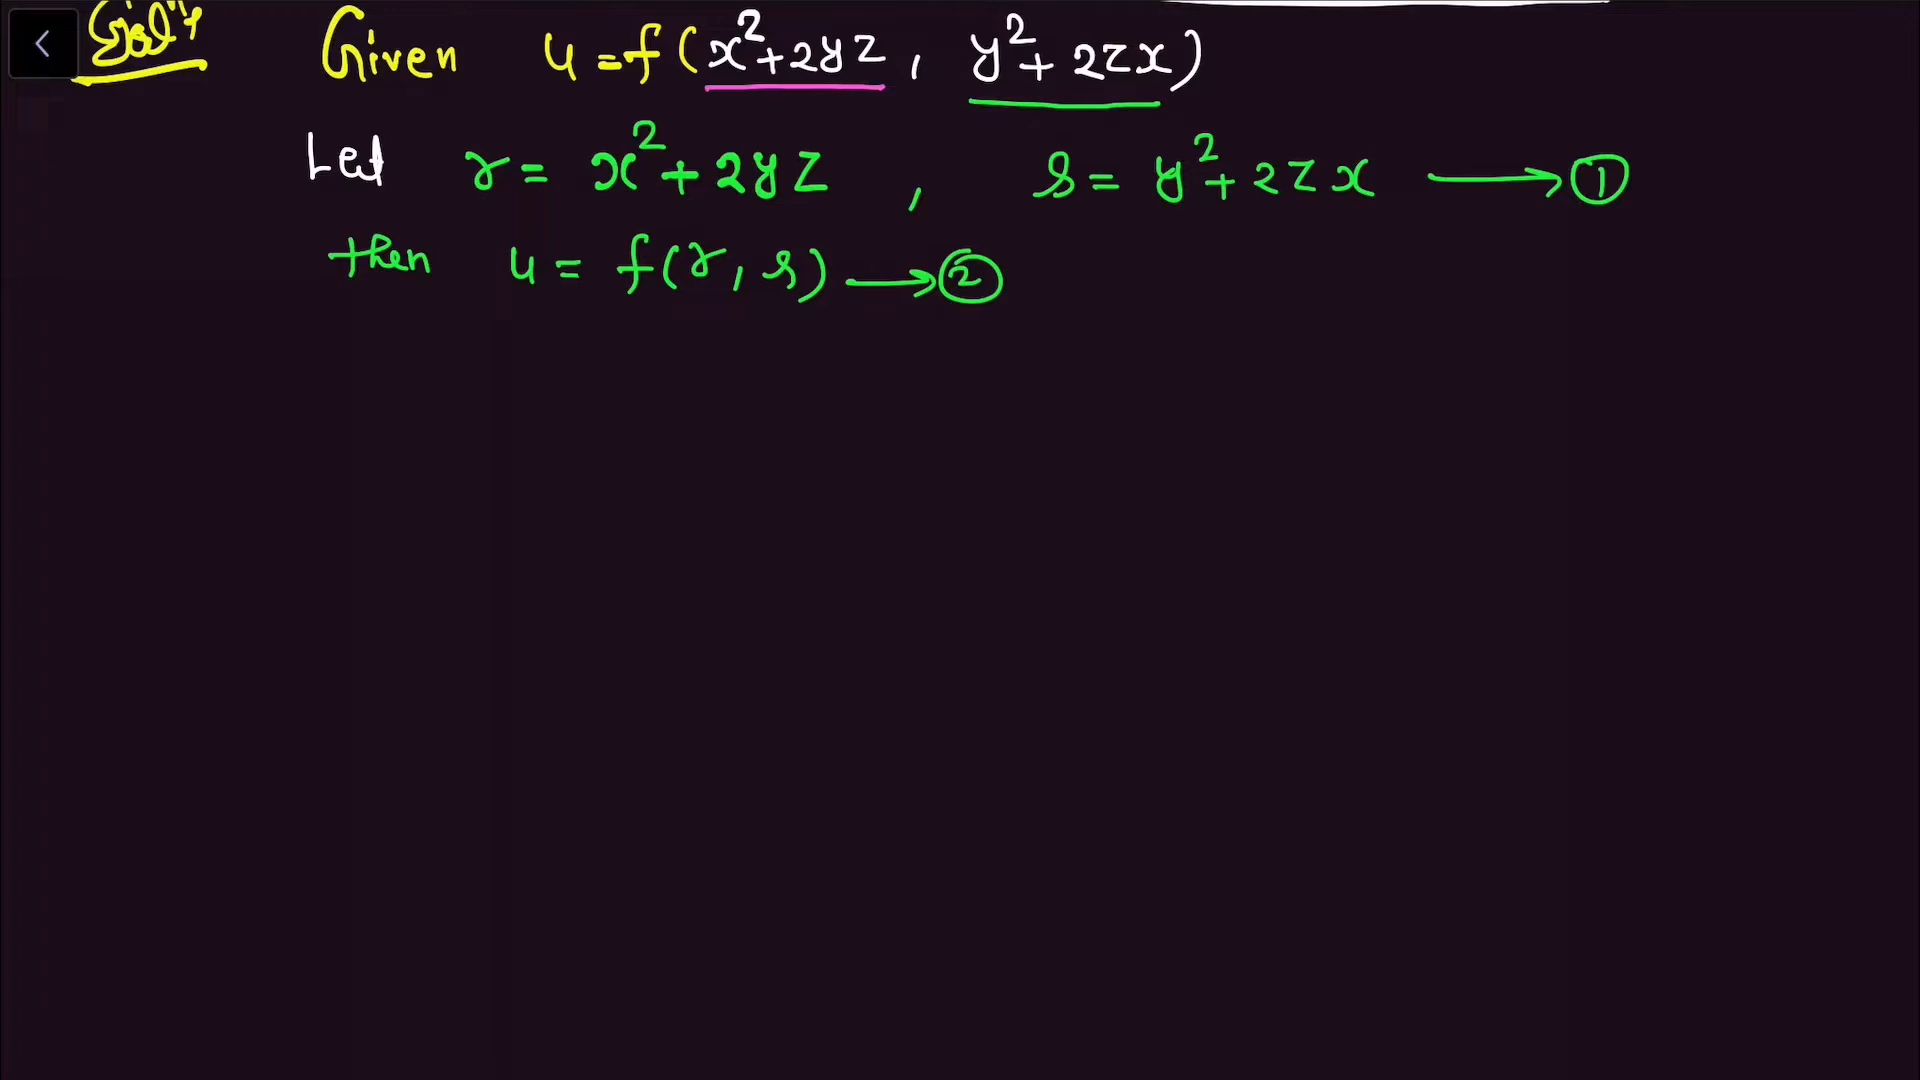 Sol^n Given u = f(x²+2yz, y²+2zx)
Let r = x²+2yz, s = y²+2zx ⟶ ①
then u = f(r, s) ⟶ ②